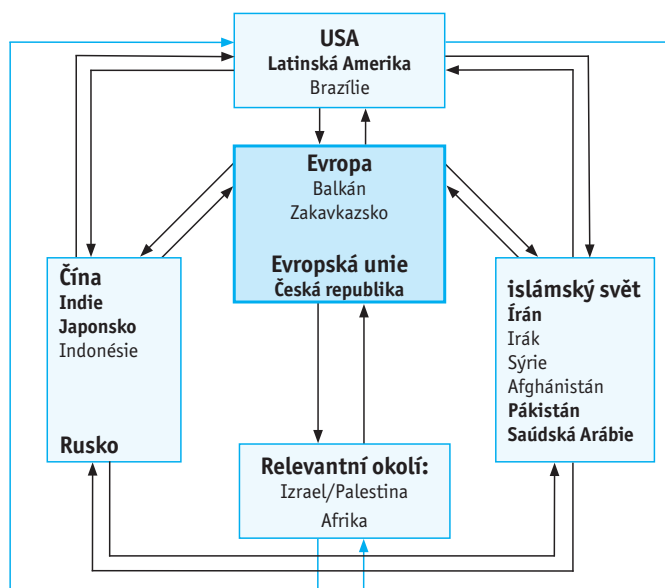 USA
Latinská Amerika
Brazílie
Evropa
Balkán
Zakavkazsko
Evropská unie
Česká republika
Čína
Indie
Japonsko
Indonésie
Rusko
islámský svět
Írán
Irák
Sýrie
Afghánistán
Pákistán
Saúdská Arábie
Relevantní okolí:
Izrael/Palestina
Afrika